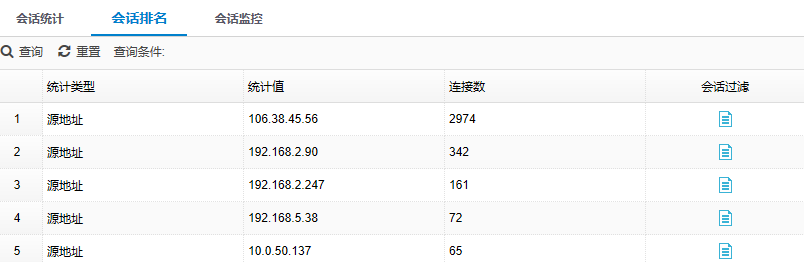 会话统计 会话排名 会话监控
查询 重置 查询条件:
统计类型 统计值 连接数 会话过滤
1 源地址 106.38.45.56 2974
2 源地址 192.168.2.90 342
3 源地址 192.168.2.247 161
4 源地址 192.168.5.38 72
5 源地址 10.0.50.137 65